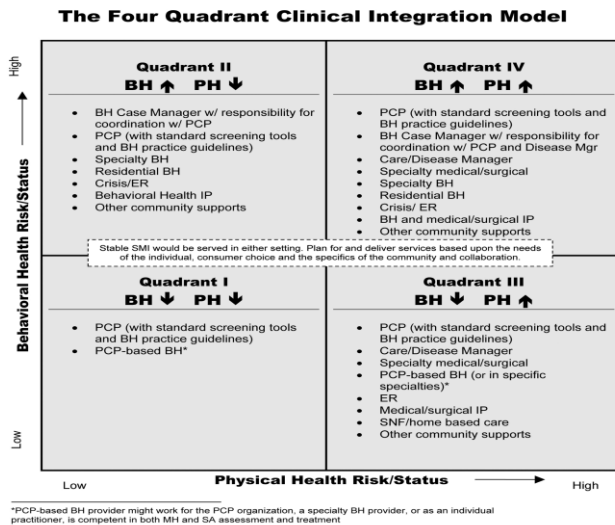 The Four Quadrant Clinical Integration Model
High
Behavioral Health Risk/Status
Low
Quadrant II
BH PH
• BH Case Manager w/ responsibility for
coordination w/ PCP
• PCP (with standard screening tools
and BH practice guidelines)
• Specialty BH
• Residential BH
• Crisis/ER
• Behavioral Health IP
• Other community supports
Quadrant IV
BH PH
• PCP (with standard screening tools and
BH practice guidelines)
• BH Case Manager w/ responsibility for
coordination w/ PCP and Disease Mgr
• Care/Disease Manager
• Specialty medical/surgical
• Specialty BH
• Residential BH
• Crisis/ ER
• BH and medical/surgical IP
• Other community supports
Stable SMI would be served in either setting. Plan for and deliver services based upon the needs
of the individual, consumer choice and the specifics of the community and collaboration.
Quadrant I
BH PH
• PCP (with standard screening tools
and BH practice guidelines)
• PCP-based BH*
Quadrant III
BH PH
• PCP (with standard screening tools and
BH practice guidelines)
• Care/Disease Manager
• Specialty medical/surgical
• PCP-based BH (or in specific
specialties)*
• ER
• Medical/surgical IP
• SNF/home based care
• Other community supports
Low
Physical Health Risk/Status
High
*PCP-based BH provider might work for the PCP organization, a specialty BH provider, or as an individual
practitioner, is competent in both MH and SA assessment and treatment